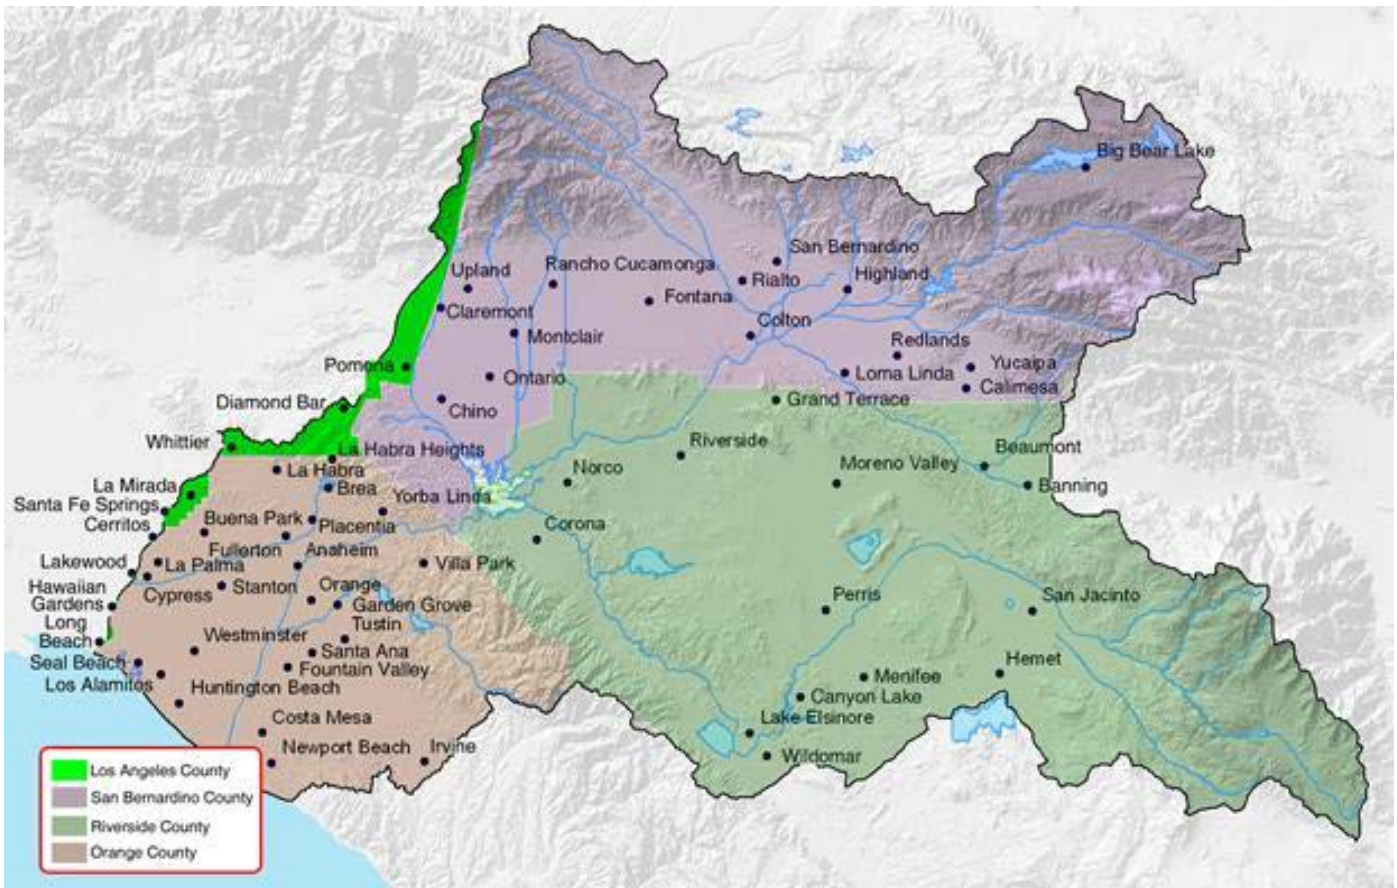 Big Bear Lake
San Bernardino
Upland
Rancho Cucamonga
Rialto
Highland
Fontana
Claremont
Colton
Montclair
Redlands
Yucaipa
Pomona
Ontario
Loma Linda
Calimesa
Diamond Bar
Chino
Grand Terrace
Whittier
La Habra Heights
Riverside
Beaumont
La Habra
Norco
Moreno Valley
La Mirada
Brea
Banning
Santa Fe Springs
Yorba Linda
Cerritos
Buena Park
Placentia
Corona
Fullerton
Anaheim
Lakewood
La Palma
Villa Park
Hawaiian
Gardens
Cypress
Stanton
Orange
Garden Grove
Perris
San Jacinto
Long
Beach
Westminster
Tustin
Santa Ana
Seal Beach
Fountain Valley
Hemet
Los Alamitos
Huntington Beach
Menifee
Canyon Lake
Costa Mesa
Lake Elsinore
Newport Beach
Irvine
Wildomar
Los Angeles County
San Bernardino County
Riverside County
Orange County